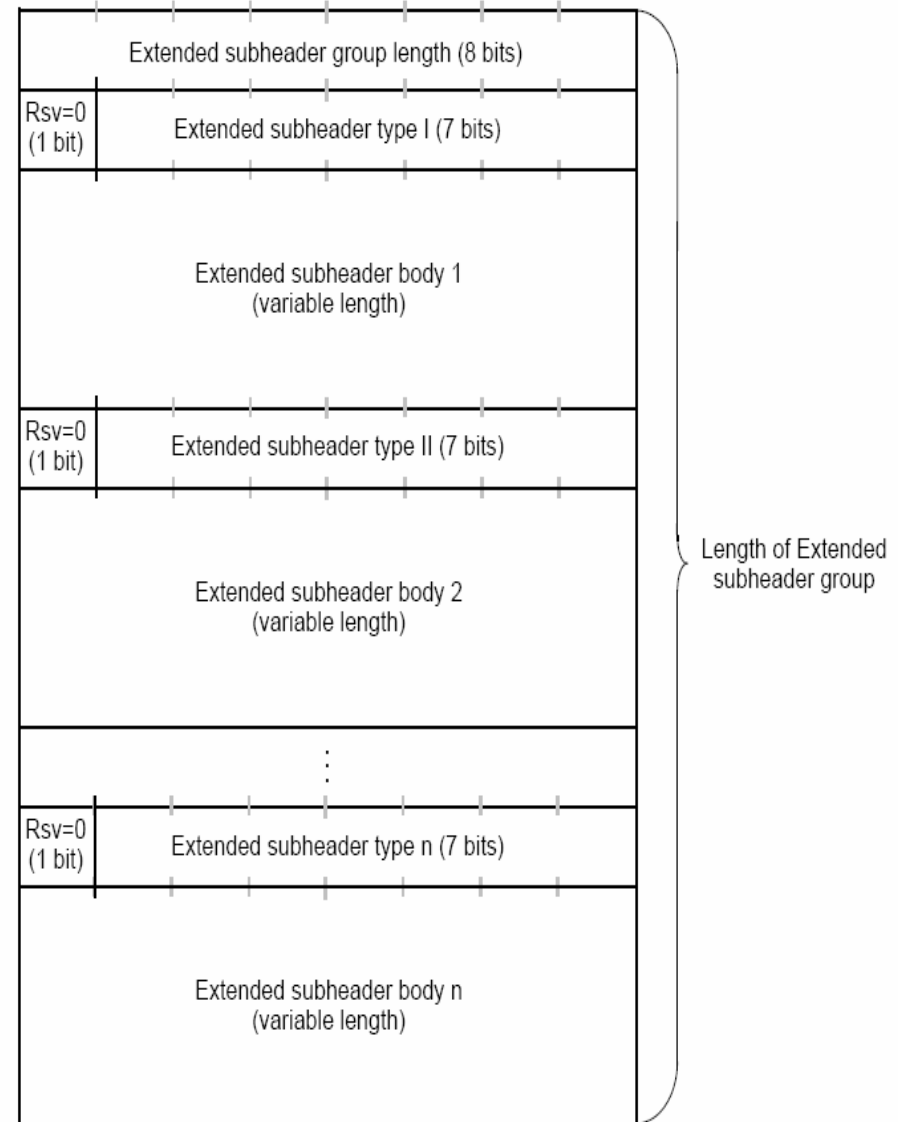 Extended subheader group length (8 bits)
Rsv=0
(1 bit)
Extended subheader type I (7 bits)
Extended subheader body 1
(variable length)
Rsv=0
(1 bit)
Extended subheader type II (7 bits)
Extended subheader body 2
(variable length)
Length of Extended
subheader group
⋮
Rsv=0
(1 bit)
Extended subheader type n (7 bits)
Extended subheader body n
(variable length)